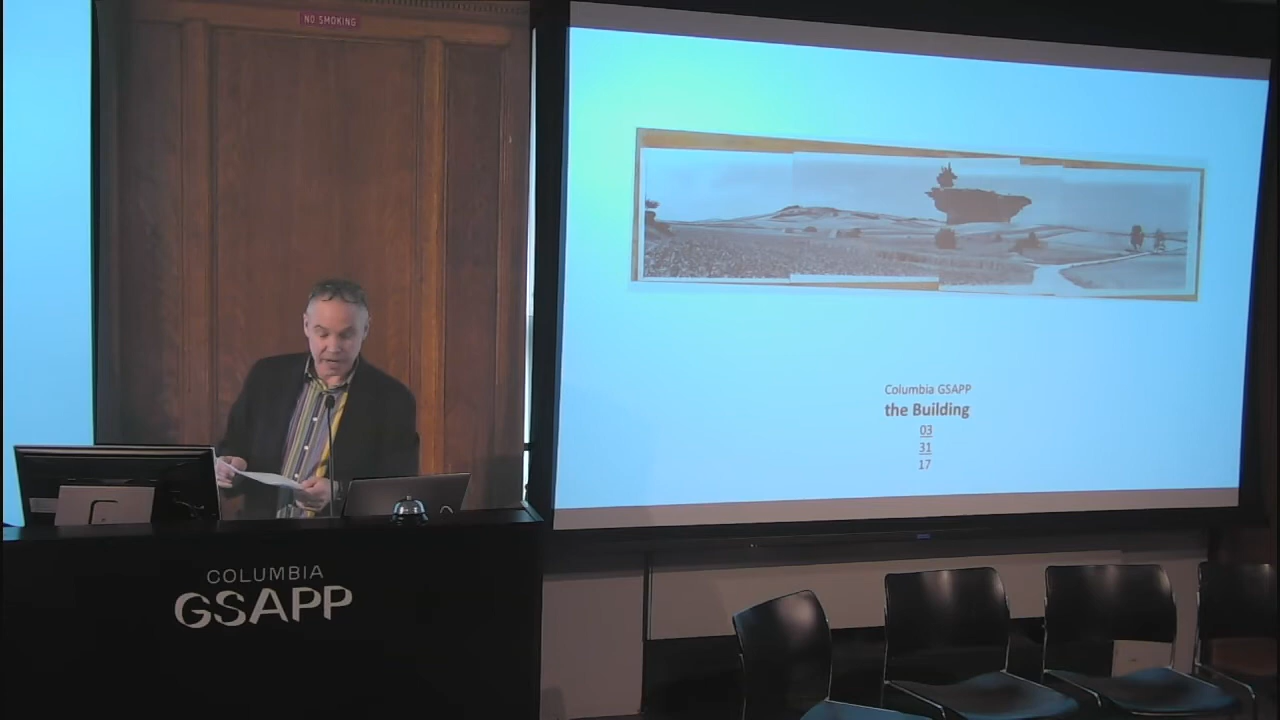 NO SMOKING
Columbia GSAPP
the Building
03
31
17
COLUMBIA
GSAPP